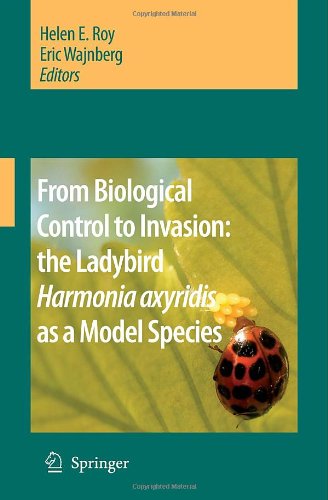 Helen E. Roy
Eric Wajnberg
Editors
From Biological
Control to Invasion:
the Ladybird
Harmonia axyridis
as a Model Species
Springer